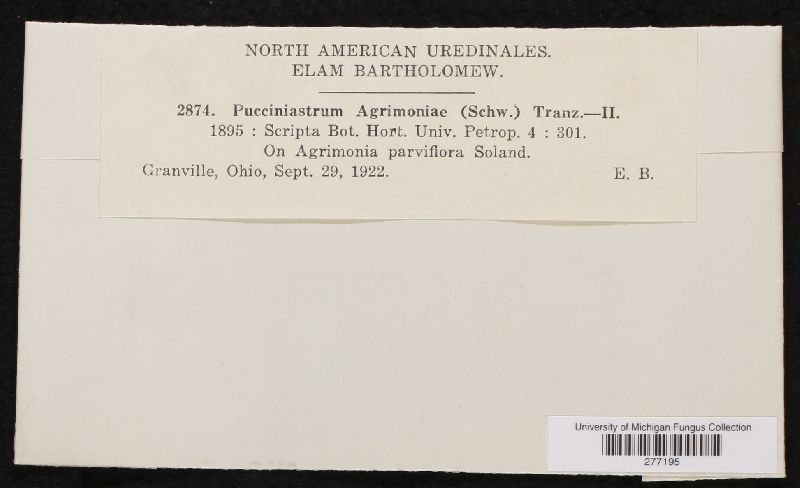 NORTH AMERICAN UREDINALES.
ELAM BARTHOLOMEW.
2874. Pucciniastrum Agrimoniae (Schw.) Tranz.—II.
1895 : Scripta Bot. Hort. Univ. Petrop. 4 : 301.
On Agrimonia parviflora Soland.
Granville, Ohio, Sept. 29, 1922. E. B.
University of Michigan Fungus Collection
277195